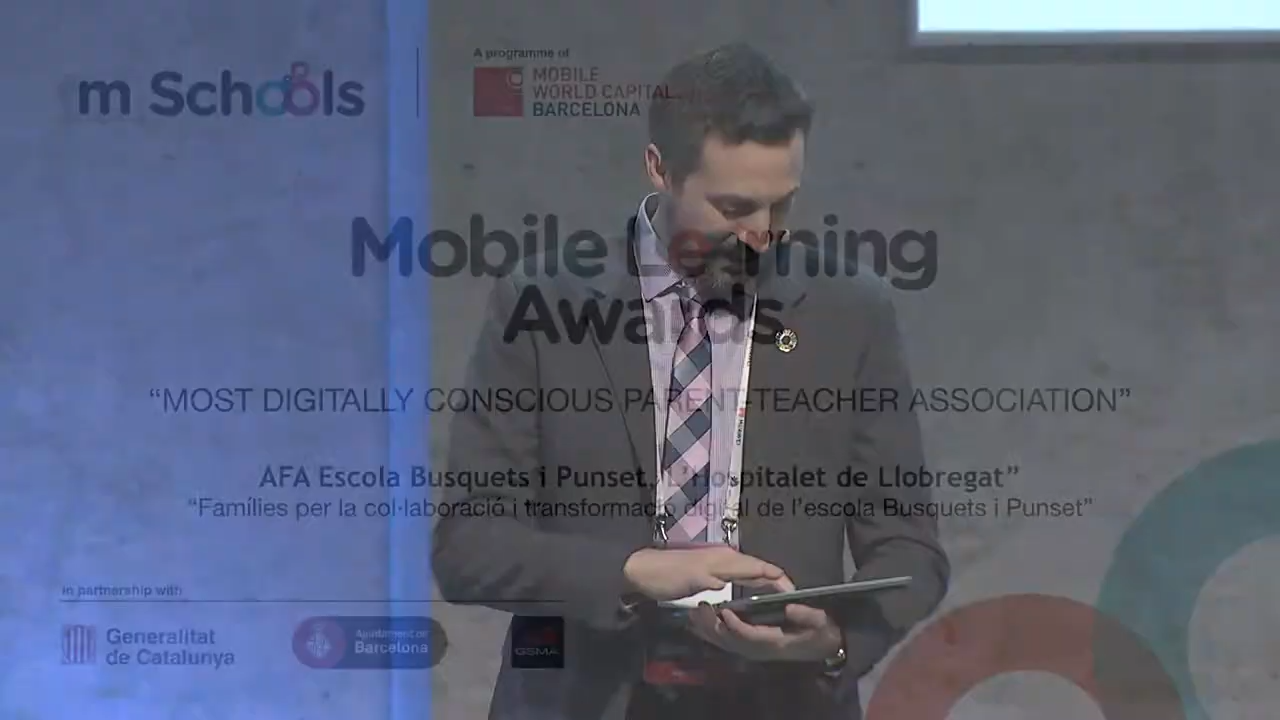 m Schools
A programme of
MOBILE
WORLD CAPITAL
BARCELONA
Mobile Learning
Awards
“MOST DIGITALLY CONSCIOUS PARENT-TEACHER ASSOCIATION”
AFA Escola Busquets i Punset, L’Hospitalet de Llobregat”
“Famílies per la col·laboració i transformació digital de l’escola Busquets i Punset”
in partnership with
Generalitat
de Catalunya
Ajuntament de
Barcelona
GSMA